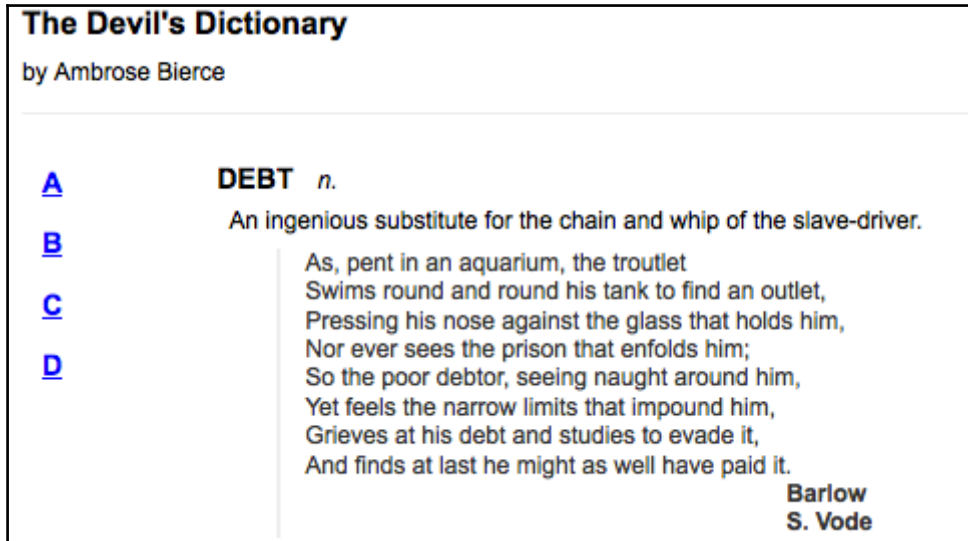 The Devil's Dictionary
by Ambrose Bierce
A
B
C
D
DEBT n.
An ingenious substitute for the chain and whip of the slave-driver.
As, pent in an aquarium, the troutlet
Swims round and round his tank to find an outlet,
Pressing his nose against the glass that holds him,
Nor ever sees the prison that enfolds him;
So the poor debtor, seeing naught around him,
Yet feels the narrow limits that impound him,
Grieves at his debt and studies to evade it,
And finds at last he might as well have paid it.
Barlow
S. Vode